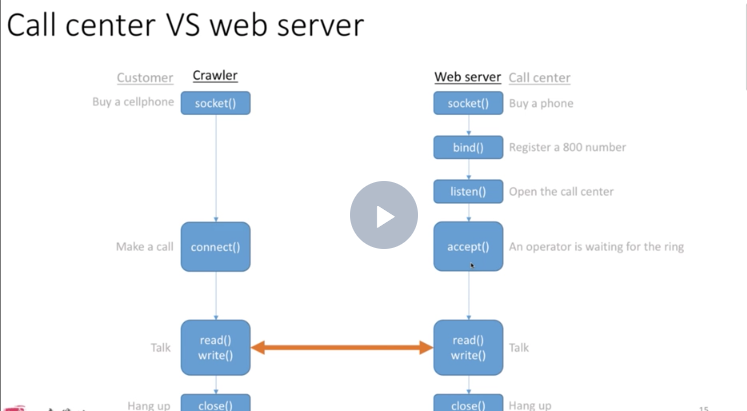 Call center VS web server
Customer Crawler Web server Call center
Buy a cellphone socket() socket() Buy a phone
bind() Register a 800 number
listen() Open the call center
Make a call connect() accept() An operator is waiting for the ring
Talk read() write() read() write() Talk
Hang up close() close() Hang up
15